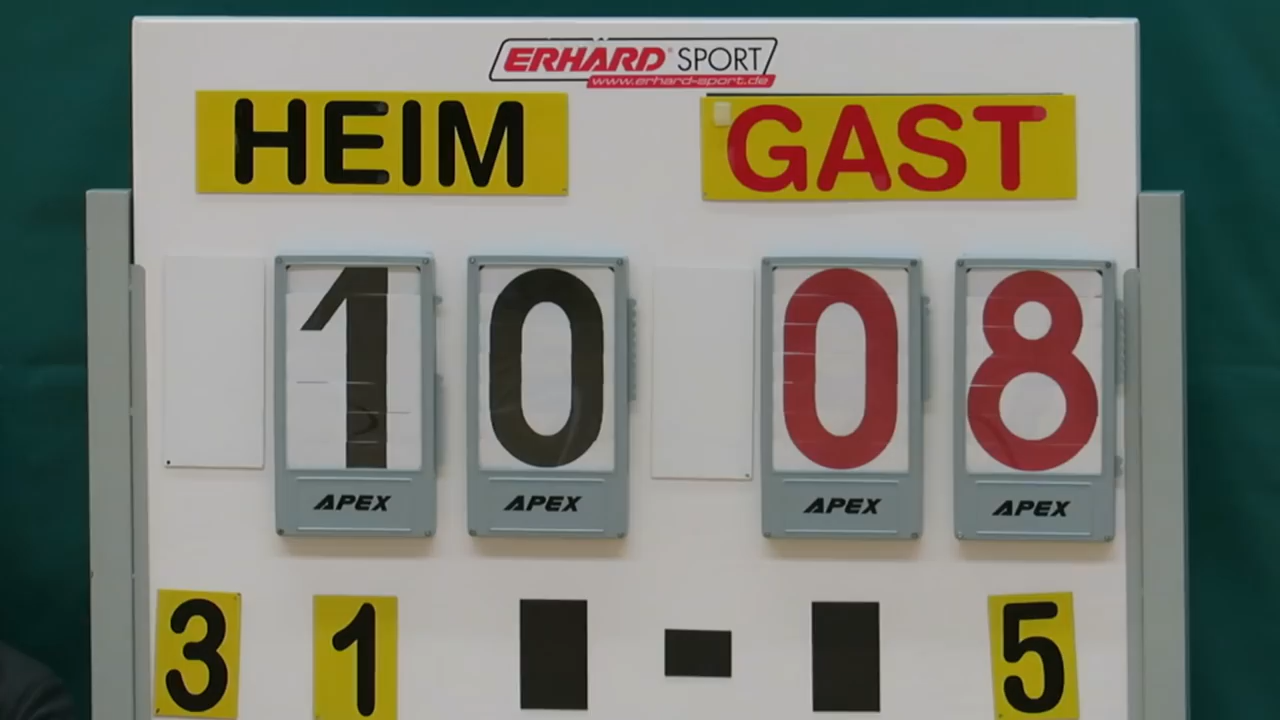 ERHARD® SPORT
www.erhard-sport.de
HEIM GAST
10 08
APEX APEX APEX APEX
3 1 - 5